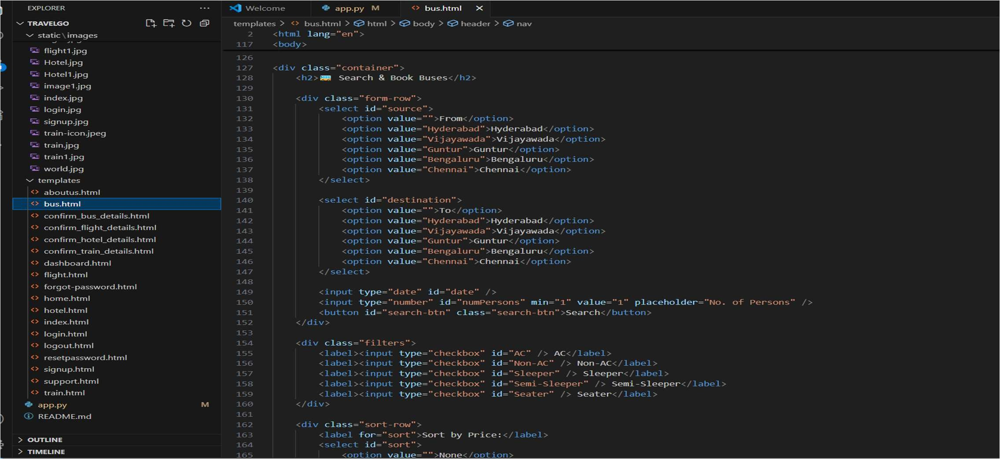 EXPLORER ...
TRAVELGO
static\images
flight1.jpg
Hotel.jpg
Hotel1.jpg
image1.jpg
index.jpg
login.jpg
signup.jpg
train-icon.jpeg
train.jpg
train1.jpg
world.jpg
templates
aboutus.html
bus.html
confirm_bus_details.html
confirm_flight_details.html
confirm_hotel_details.html
confirm_train_details.html
dashboard.html
flight.html
forgot-password.html
home.html
hotel.html
index.html
login.html
logout.html
resetpassword.html
signup.html
support.html
train.html
app.py M
README.md
OUTLINE
TIMELINE
Welcome app.py M <> bus.html ×
templates > <> bus.html > html > body > header > nav
2 <html lang="en">
117 <body>
126
127 <div class="container">
128 <h2>🚌 Search & Book Buses</h2>
129
130 <div class="form-row">
131 <select id="source">
132 <option value="">From</option>
133 <option value="Hyderabad">Hyderabad</option>
134 <option value="Vijayawada">Vijayawada</option>
135 <option value="Guntur">Guntur</option>
136 <option value="Bengaluru">Bengaluru</option>
137 <option value="Chennai">Chennai</option>
138 </select>
139
140 <select id="destination">
141 <option value="">To</option>
142 <option value="Hyderabad">Hyderabad</option>
143 <option value="Vijayawada">Vijayawada</option>
144 <option value="Guntur">Guntur</option>
145 <option value="Bengaluru">Bengaluru</option>
146 <option value="Chennai">Chennai</option>
147 </select>
148
149 <input type="date" id="date" />
150 <input type="number" id="numPersons" min="1" value="1" placeholder="No. of Persons" />
151 <button id="search-btn" class="search-btn">Search</button>
152 </div>
153
154 <div class="filters">
155 <label><input type="checkbox" id="AC" /> AC</label>
156 <label><input type="checkbox" id="Non-AC" /> Non-AC</label>
157 <label><input type="checkbox" id="Sleeper" /> Sleeper</label>
158 <label><input type="checkbox" id="Semi-Sleeper" /> Semi-Sleeper</label>
159 <label><input type="checkbox" id="Seater" /> Seater</label>
160 </div>
161
162 <div class="sort-row">
163 <label for="sort">Sort by Price:</label>
164 <select id="sort">
165 <option value="">None</option>